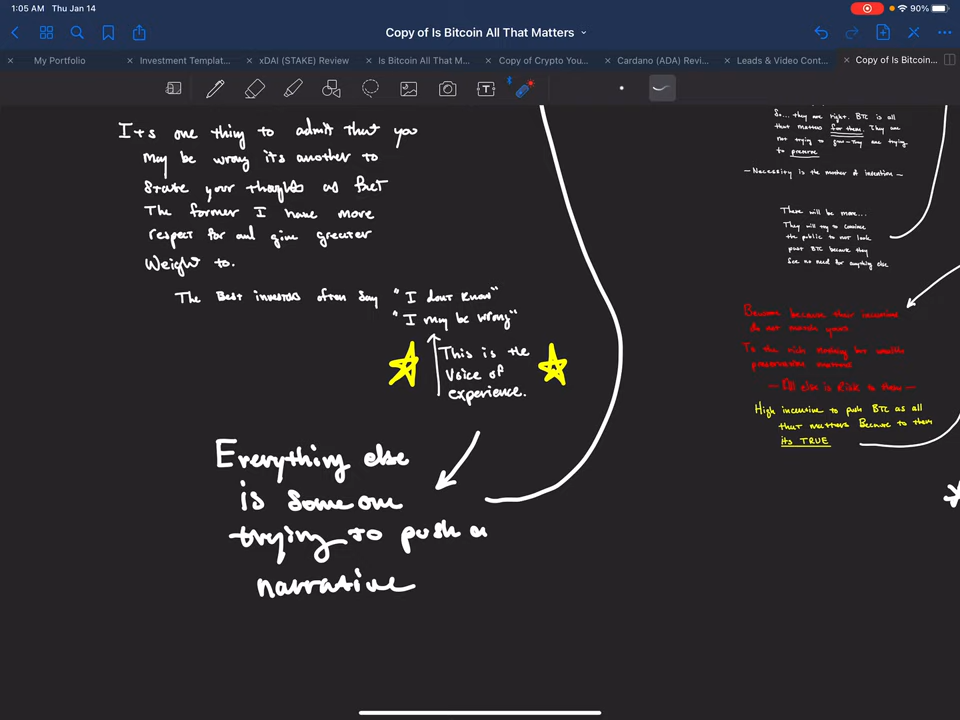 1:05 AM Thu Jan 14
90%
Copy of Is Bitcoin All That Matters
My Portfolio
Investment Templat...
xDAI (STAKE) Review
Is Bitcoin All That M...
Copy of Crypto You...
Cardano (ADA) Revi...
Leads & Video Cont...
Copy of Is Bitcoin...
Its one thing to admit that you
may be wrong its another to
State your thoughts as
The former I have more
respect for and give greater
Weight to.
The Best investors often Say "I dont know"
"I may be wrong"
This is the
Voice of
experience.
Everything else
is someone
trying to push a
narrative
So... they are right. BTC is all
that matters for them. They are
not trying to grow-They are trying
to preserve
- Necessity is the mother of invention -
There will be more...
They will try to convince
the public to not look
past BTC because they
See no need for anything else
Beware because their incentives
do not match yours.
To the rich nothing but wealth
preservation matters
- All else is Risk to them -
High incentive to push BTC as all
that matters Because to them
its TRUE